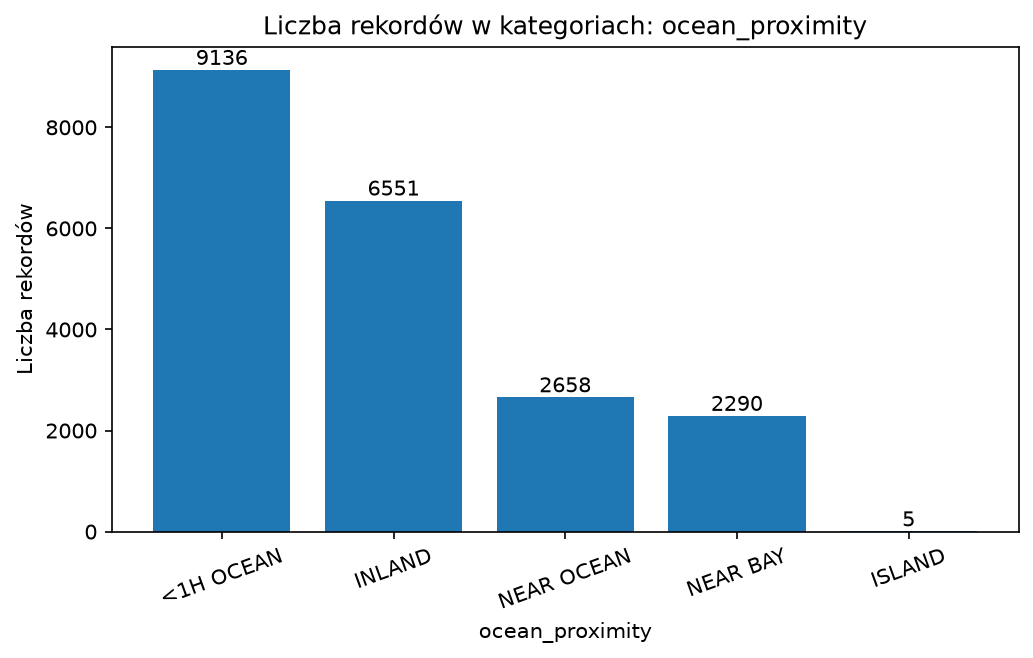 Liczba rekordów w kategoriach: ocean_proximity
9136
8000
6551
6000
Liczba rekordów
4000
2658
2290
2000
5
0
<1H OCEAN
INLAND
NEAR OCEAN
NEAR BAY
ISLAND
ocean_proximity